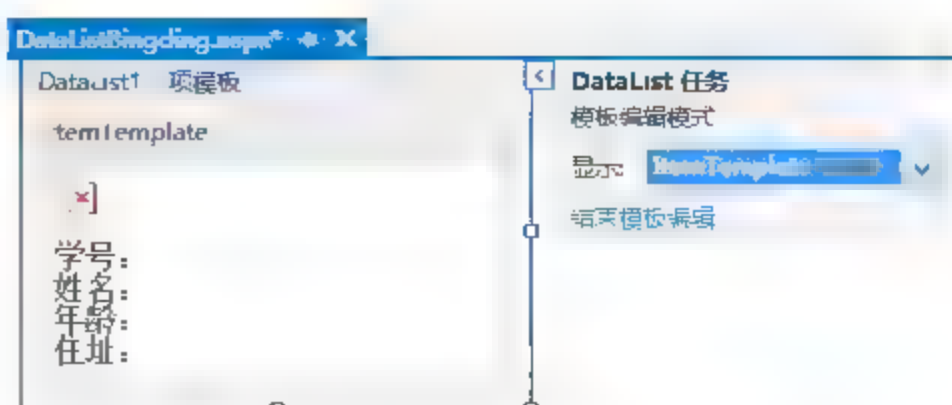 DataListBingding.aspx*
DataList1 项模板
ItemTemplate
学号：
姓名：
年龄：
住址：
DataList 任务
模板编辑模式
显示: ItemTemplate
结束模板编辑